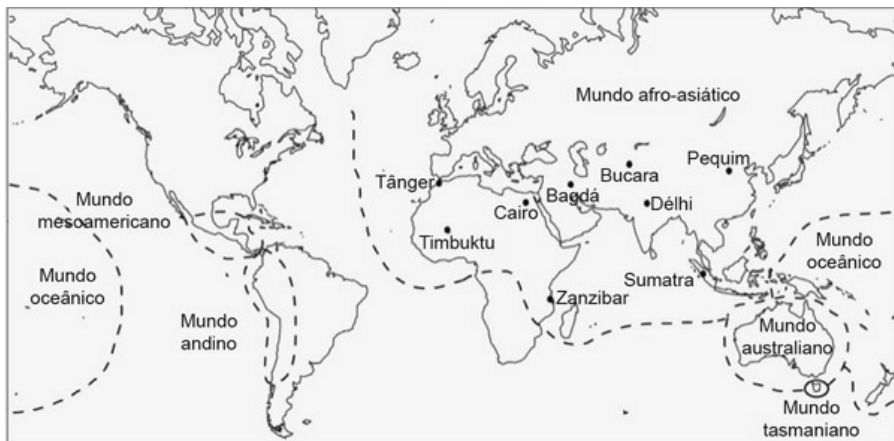 Mundo afro-asiático
Pequim
Bucara
Tânger
Bagdá
Délhi
Cairo
Mundo
mesoamericano
Timbuktu
Mundo
oceânico
Mundo
oceânico
Sumatra
Zanzibar
Mundo
andino
Mundo
australiano
Mundo
tasmaniano